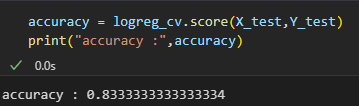 accuracy = logreg_cv.score(X_test,Y_test)
print("accuracy :",accuracy)
0.0s
accuracy : 0.8333333333333334